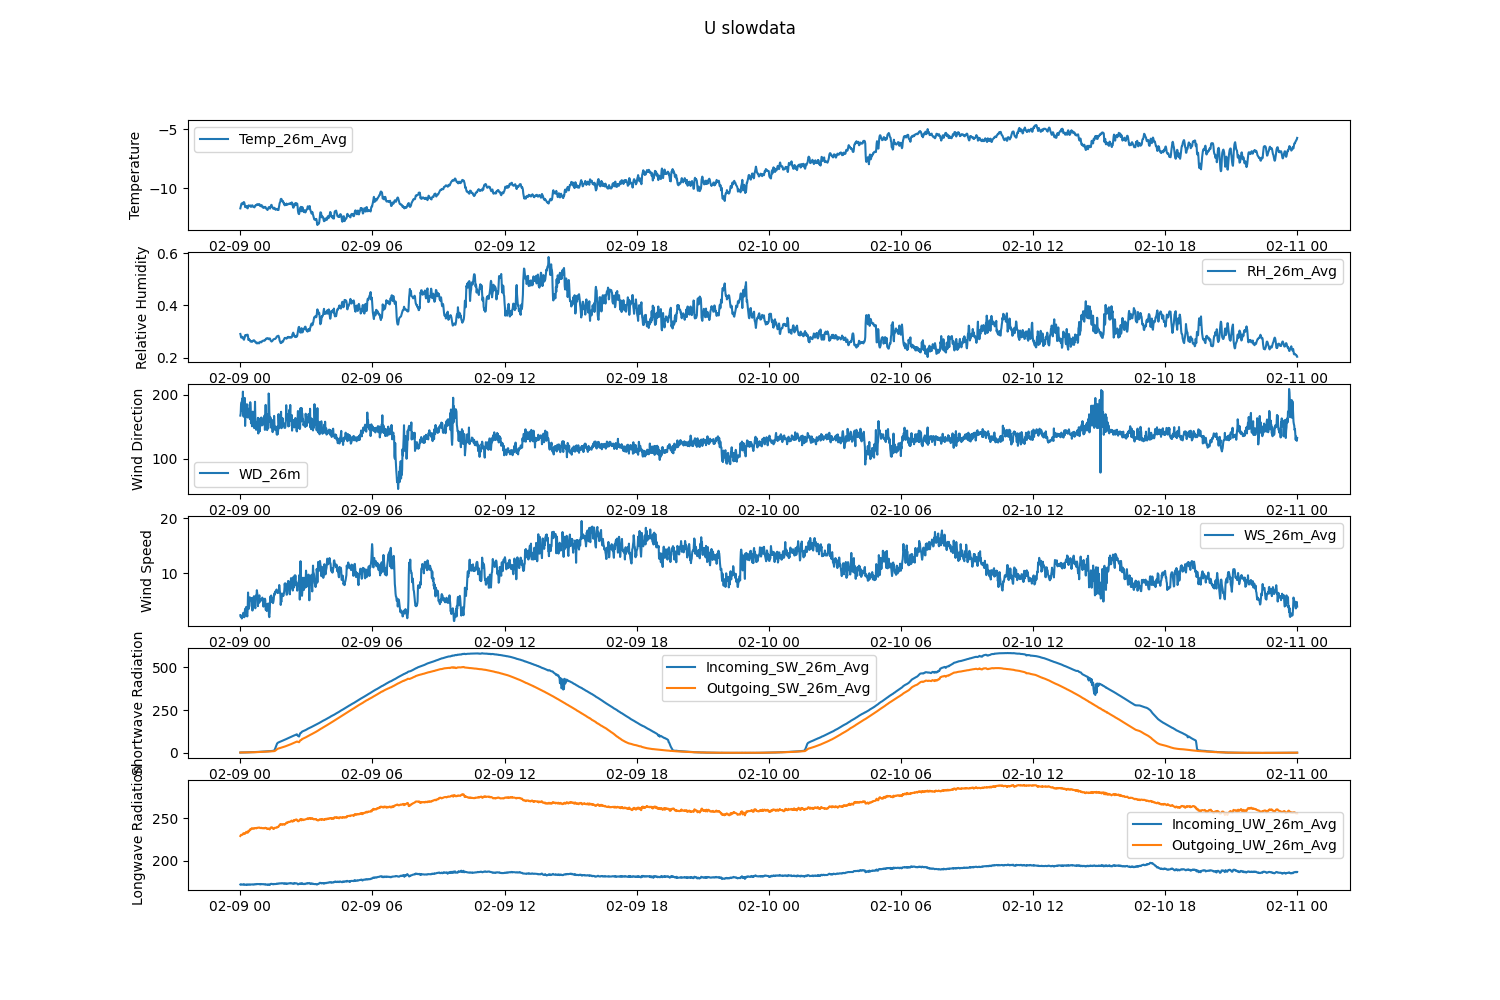 U slowdata
Temperature
−5
−10
Temp_26m_Avg
02-09 00 02-09 06 02-09 12 02-09 18 02-10 00 02-10 06 02-10 12 02-10 18 02-11 00
Relative Humidity
0.6
0.4
0.2
RH_26m_Avg
02-09 00 02-09 06 02-09 12 02-09 18 02-10 00 02-10 06 02-10 12 02-10 18 02-11 00
Wind Direction
200
100
WD_26m
02-09 00 02-09 06 02-09 12 02-09 18 02-10 00 02-10 06 02-10 12 02-10 18 02-11 00
Wind Speed
20
10
WS_26m_Avg
02-09 00 02-09 06 02-09 12 02-09 18 02-10 00 02-10 06 02-10 12 02-10 18 02-11 00
Shortwave Radiation
500
250
0
Incoming_SW_26m_Avg
Outgoing_SW_26m_Avg
02-09 00 02-09 06 02-09 12 02-09 18 02-10 00 02-10 06 02-10 12 02-10 18 02-11 00
Longwave Radiation
250
200
Incoming_UW_26m_Avg
Outgoing_UW_26m_Avg
02-09 00 02-09 06 02-09 12 02-09 18 02-10 00 02-10 06 02-10 12 02-10 18 02-11 00